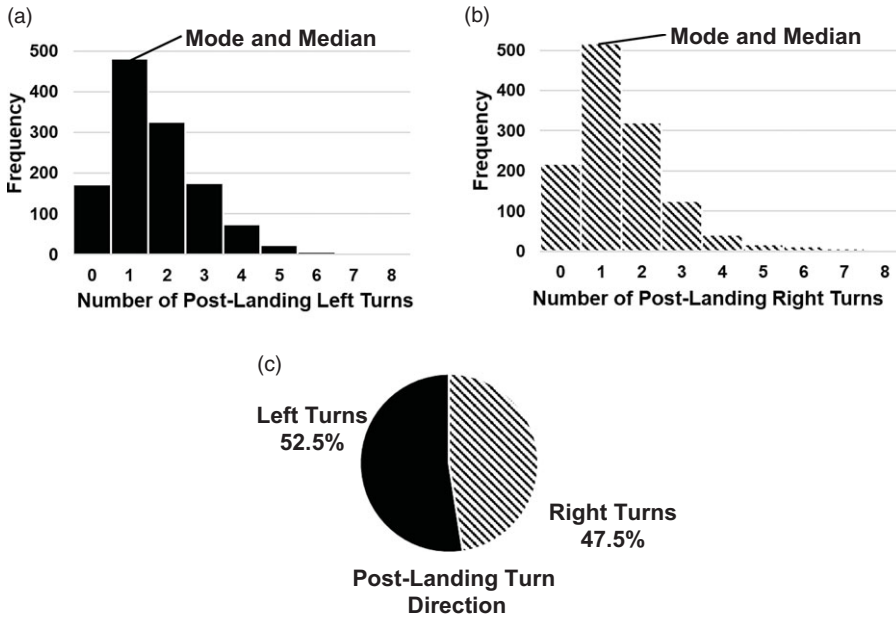 (a)
Mode and Median
500
400
300
200
100
0
Frequency
0 1 2 3 4 5 6 7 8
Number of Post-Landing Left Turns
(b)
Mode and Median
500
400
300
200
100
0
Frequency
0 1 2 3 4 5 6 7 8
Number of Post-Landing Right Turns
(c)
Left Turns
52.5%
Right Turns
47.5%
Post-Landing Turn
Direction